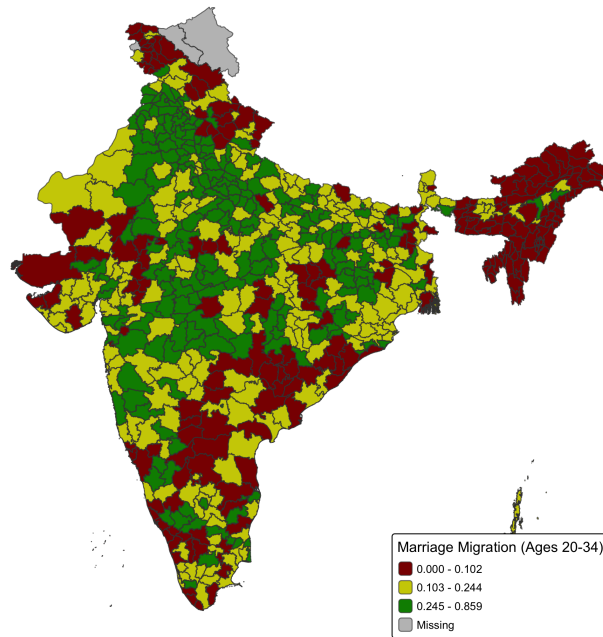 Marriage Migration (Ages 20-34)
0.000 - 0.102
0.103 - 0.244
0.245 - 0.859
Missing